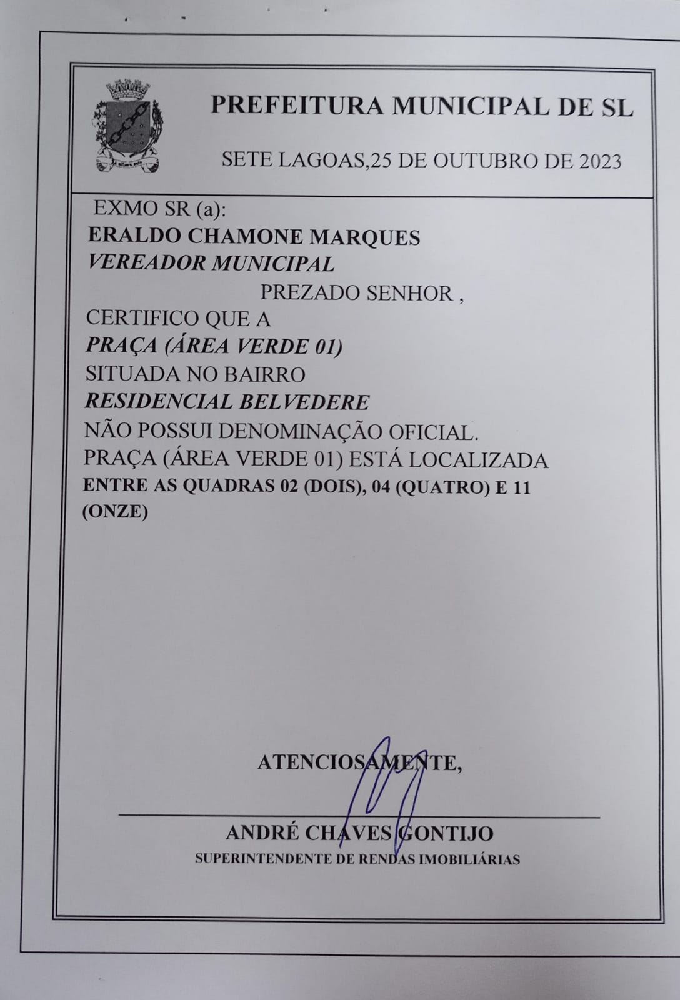 PREFEITURA MUNICIPAL DE SL
SETE LAGOAS,25 DE OUTUBRO DE 2023
EXMO SR (a):
ERALDO CHAMONE MARQUES
VEREADOR MUNICIPAL
PREZADO SENHOR ,
CERTIFICO QUE A
PRAÇA (ÁREA VERDE 01)
SITUADA NO BAIRRO
RESIDENCIAL BELVEDERE
NÃO POSSUI DENOMINAÇÃO OFICIAL.
PRAÇA (ÁREA VERDE 01) ESTÁ LOCALIZADA
ENTRE AS QUADRAS 02 (DOIS), 04 (QUATRO) E 11
(ONZE)
ATENCIOSAMENTE,
ANDRÉ CHAVES GONTIJO
SUPERINTENDENTE DE RENDAS IMOBILIÁRIAS